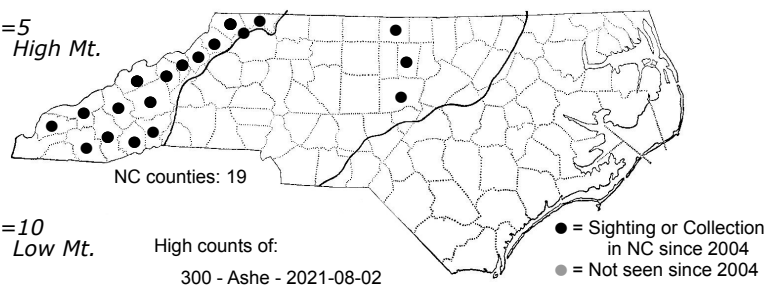 =5
High Mt.
NC counties: 19
=10
Low Mt.
High counts of:
300 - Ashe - 2021-08-02
● = Sighting or Collection
in NC since 2004
● = Not seen since 2004